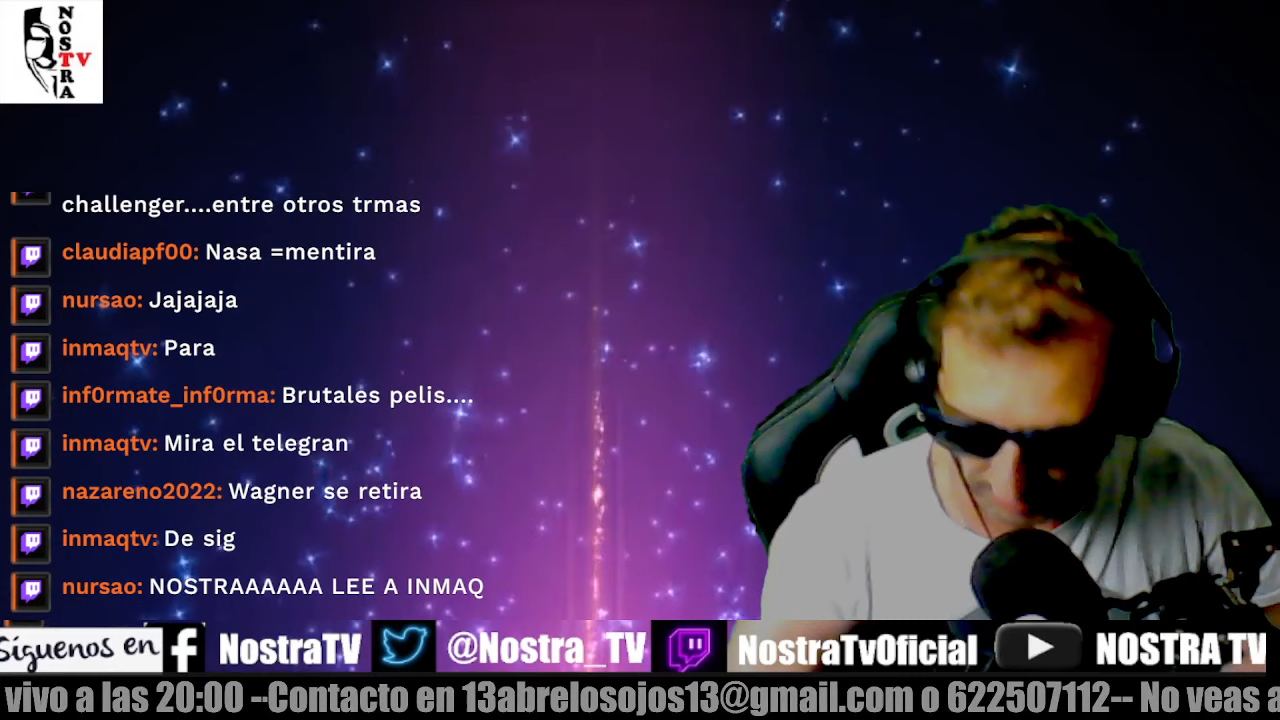 NOSTRA
TV
challenger....entre otros trmas
claudiapf00: Nasa =mentira
nursao: Jajajaja
inmaqtv: Para
inf0rmate_inf0rma: Brutales pelis....
inmaqtv: Mira el telegran
nazareno2022: Wagner se retira
inmaqtv: De sig
nursao: NOSTRAAAAAA LEE A INMAQ
Síguenos en NostraTV @Nostra_TV NostraTvOficial NOSTRA TV
vivo a las 20:00 --Contacto en 13abrelosojos13@gmail.com o 622507112-- No veas a